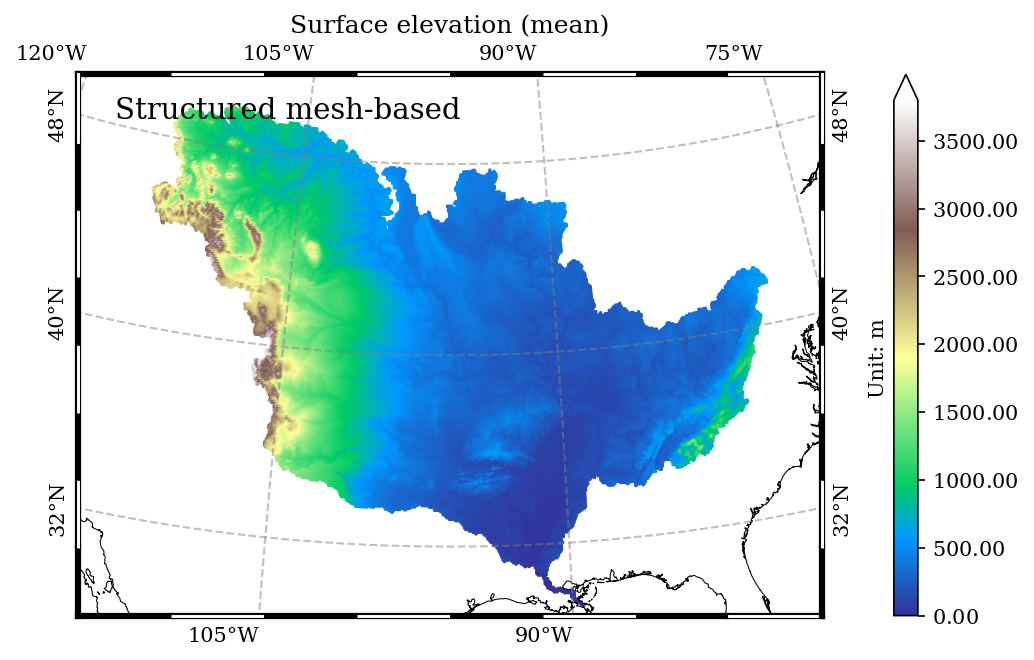 Surface elevation (mean)
120°W 105°W 90°W 75°W
Structured mesh-based
48°N 48°N
40°N 40°N
32°N 32°N
105°W 90°W
Unit: m
3500.00
3000.00
2500.00
2000.00
1500.00
1000.00
500.00
0.00